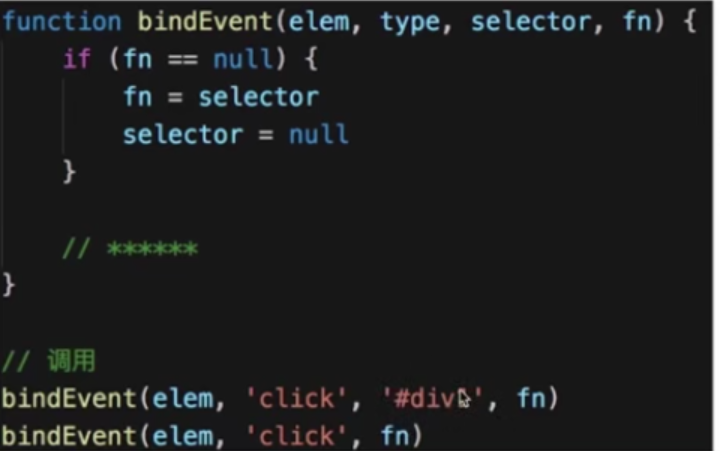 function bindEvent(elem, type, selector, fn) {
    if (fn == null) {
        fn = selector
        selector = null
    }

    // ******
}

// 调用
bindEvent(elem, 'click', '#div', fn)
bindEvent(elem, 'click', fn)